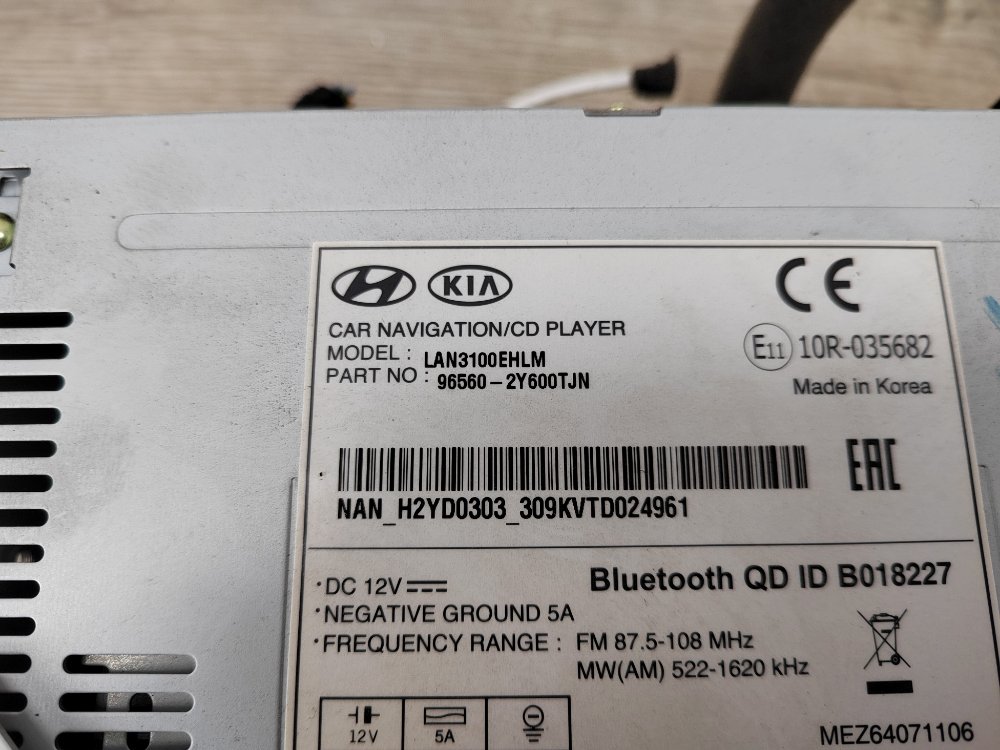 KIA
CE
CAR NAVIGATION/CD PLAYER
MODEL : LAN3100EHLM
PART NO : 96560-2Y600TJN
E11 10R-035682
Made in Korea
EAC
NAN_H2YD0303_309KVTD024961
·DC 12V
Bluetooth QD ID B018227
·NEGATIVE GROUND 5A
·FREQUENCY RANGE : FM 87.5-108 MHz
MW(AM) 522-1620 kHz
12V
5A
MEZ64071106